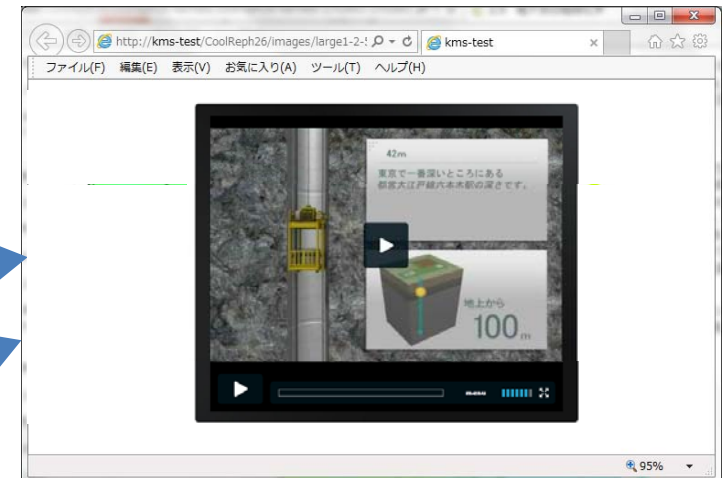 http://kms-test/CoolReph26/images/large1-2-
kms-test
ファイル(F) 編集(E) 表示(V) お気に入り(A) ツール(T) ヘルプ(H)
42m
東京で一番深いところにある
都営大江戸線六本木駅の深さです。
地上から
100m
95%